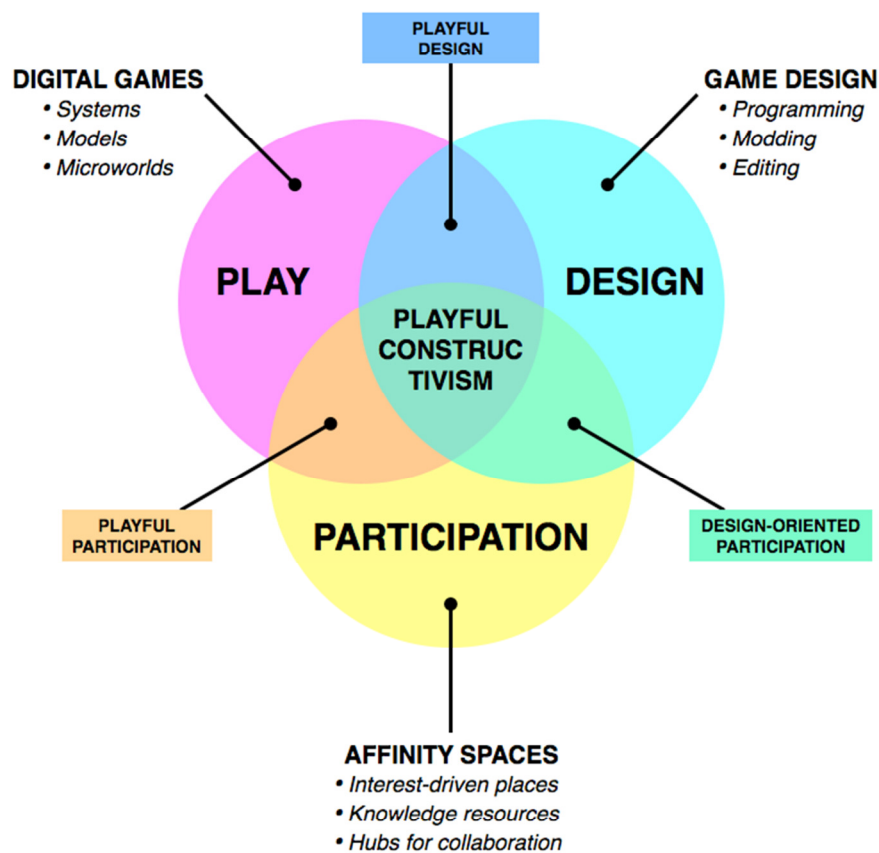 PLAYFUL
DESIGN
DIGITAL GAMES
• Systems
• Models
• Microworlds
GAME DESIGN
• Programming
• Modding
• Editing
PLAY
DESIGN
PLAYFUL
CONSTRUC
TIVISM
PLAYFUL
PARTICIPATION
PARTICIPATION
DESIGN-ORIENTED
PARTICIPATION
AFFINITY SPACES
• Interest-driven places
• Knowledge resources
• Hubs for collaboration